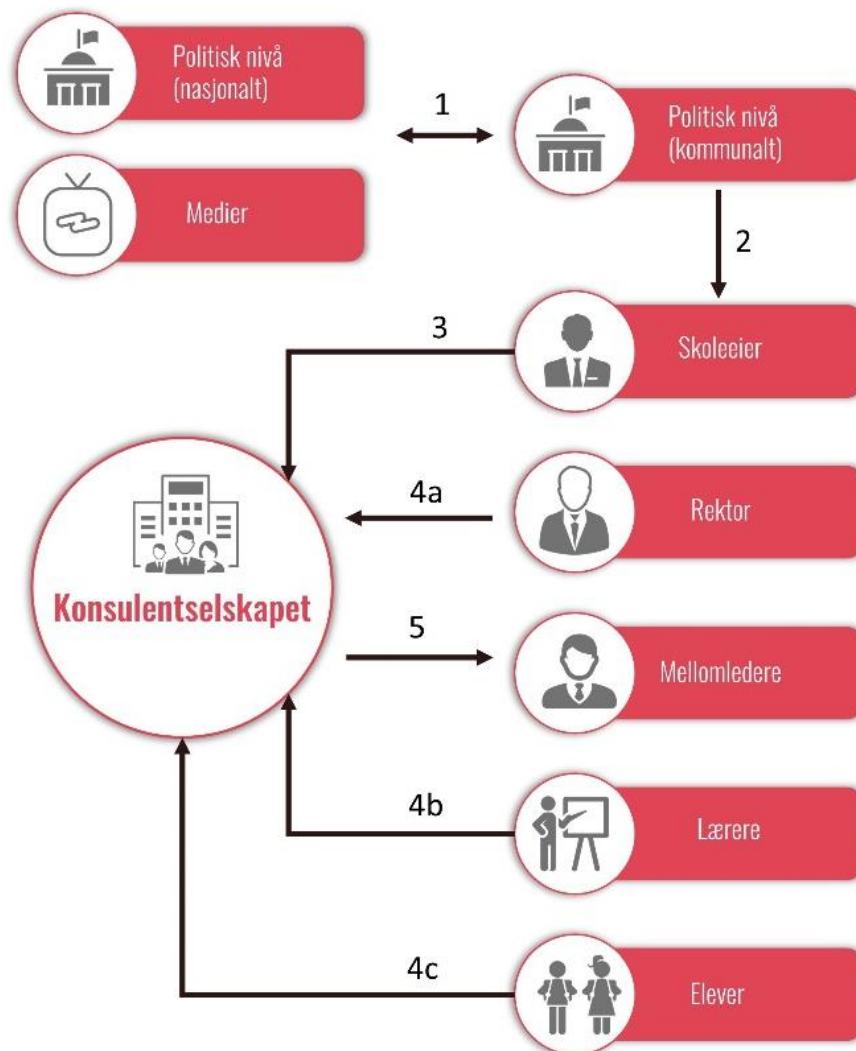 Politisk nivå
(nasjonalt)
1
Politisk nivå
(kommunalt)
Medier
2
3
Skoleeier
4a
Rektor
Konsulentselskapet
5
Mellomledere
4b
Lærere
4c
Elever